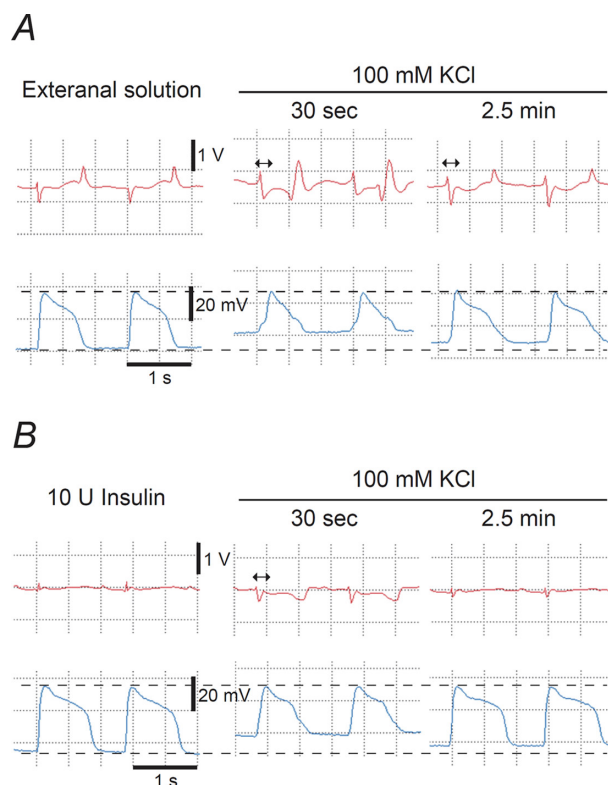 A
100 mM KCl
Exteranal solution
30 sec
2.5 min
1 V
20 mV
1 s
B
100 mM KCl
10 U Insulin
30 sec
2.5 min
1 V
20 mV
1 s